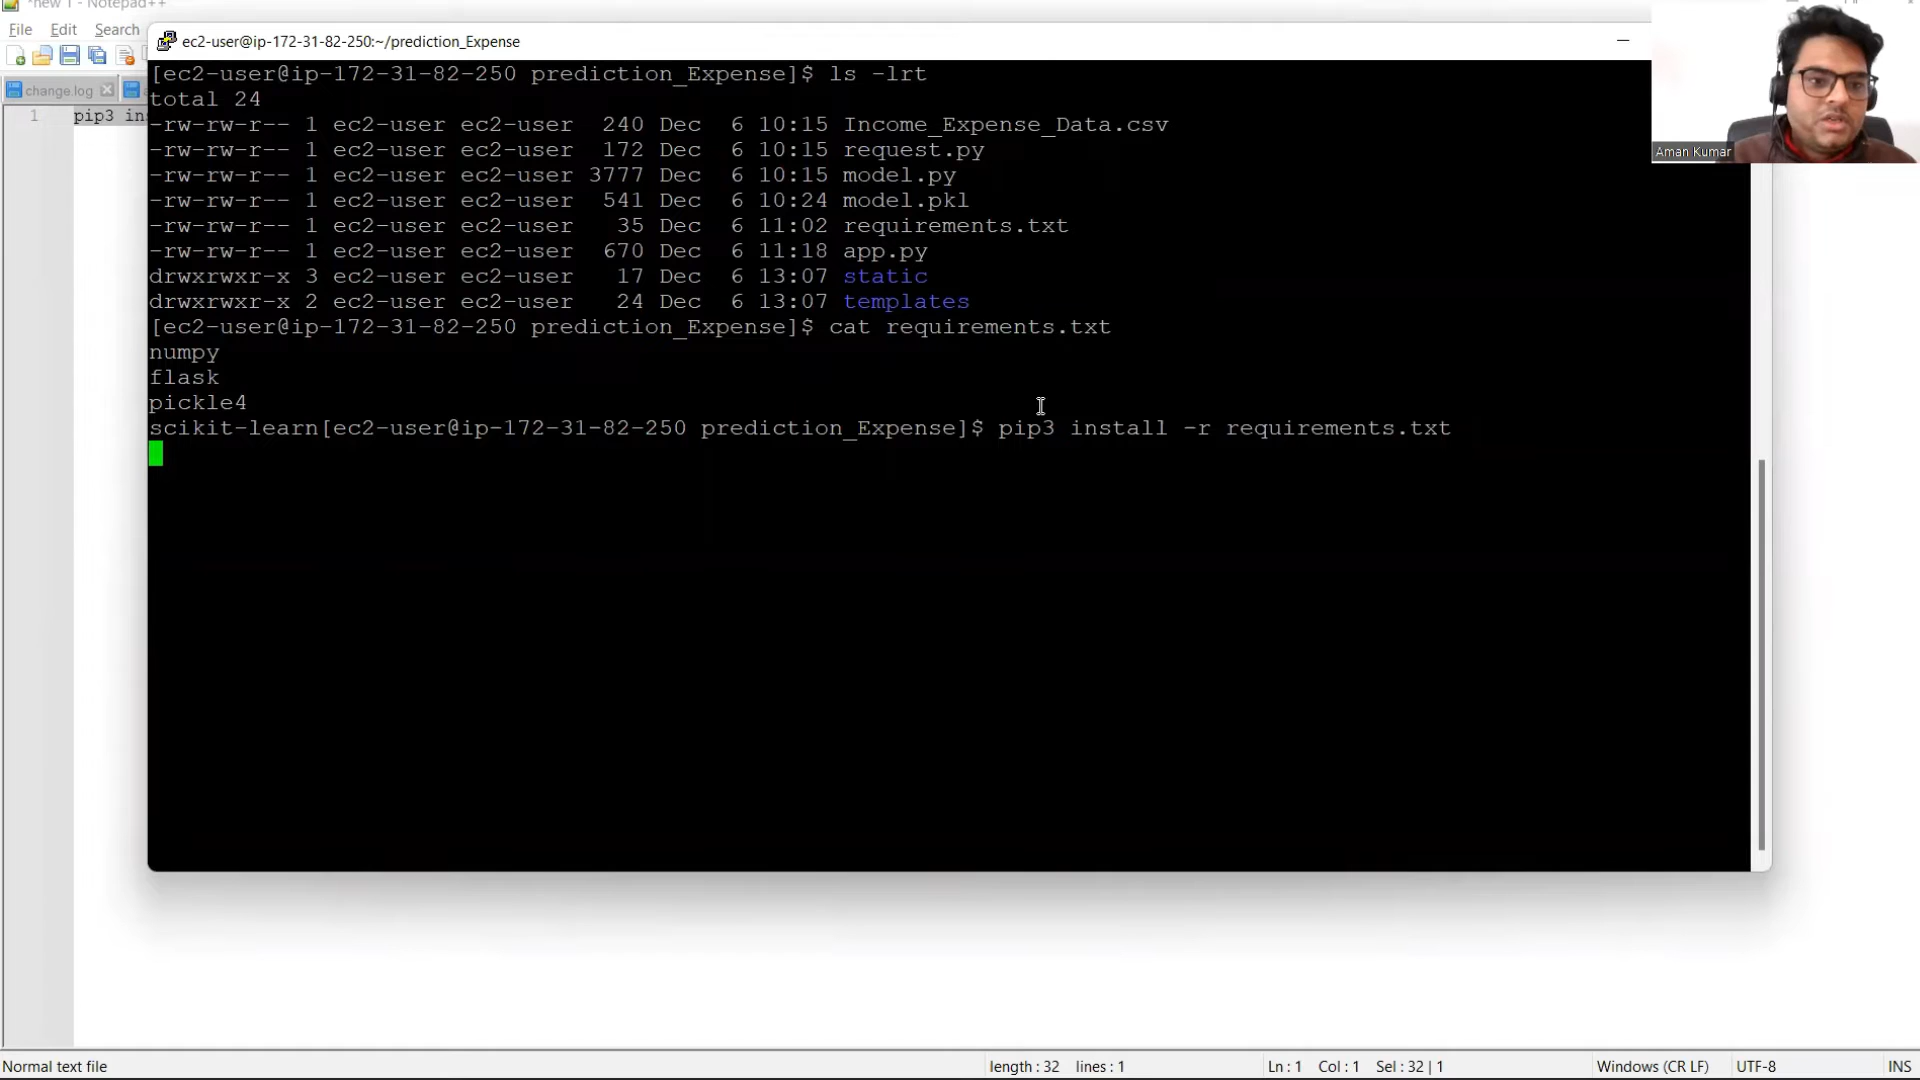 *new 1 - Notepad++
File Edit Search
ec2-user@ip-172-31-82-250:~/prediction_Expense
change.log
1 pip3 ins
[ec2-user@ip-172-31-82-250 prediction_Expense]$ ls -lrt
total 24
-rw-rw-r-- 1 ec2-user ec2-user 240 Dec 6 10:15 Income_Expense_Data.csv
-rw-rw-r-- 1 ec2-user ec2-user 172 Dec 6 10:15 request.py
-rw-rw-r-- 1 ec2-user ec2-user 3777 Dec 6 10:15 model.py
-rw-rw-r-- 1 ec2-user ec2-user 541 Dec 6 10:24 model.pkl
-rw-rw-r-- 1 ec2-user ec2-user 35 Dec 6 11:02 requirements.txt
-rw-rw-r-- 1 ec2-user ec2-user 670 Dec 6 11:18 app.py
drwxrwxr-x 3 ec2-user ec2-user 17 Dec 6 13:07 static
drwxrwxr-x 2 ec2-user ec2-user 24 Dec 6 13:07 templates
[ec2-user@ip-172-31-82-250 prediction_Expense]$ cat requirements.txt
numpy
flask
pickle4
scikit-learn[ec2-user@ip-172-31-82-250 prediction_Expense]$ pip3 install -r requirements.txt
Aman Kumar
Normal text file length : 32 lines : 1 Ln : 1 Col : 1 Sel : 32 | 1 Windows (CR LF) UTF-8 INS